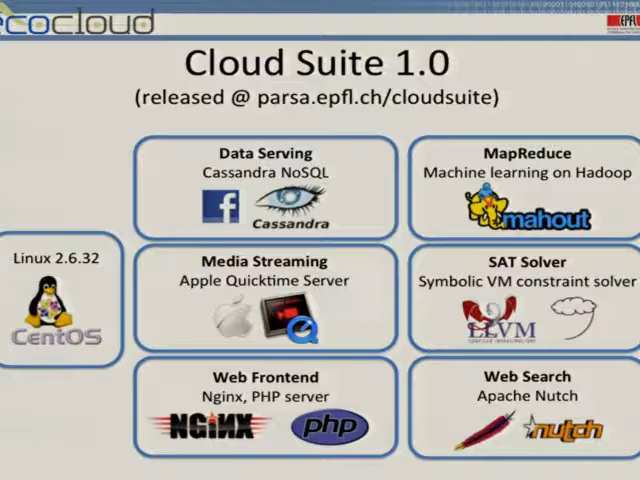 ecocloud
EPFL
Cloud Suite 1.0
(released @ parsa.epfl.ch/cloudsuite)
Data Serving
Cassandra NoSQL
f
Cassandra
MapReduce
Machine learning on Hadoop
mahout
Linux 2.6.32
CentOS
Media Streaming
Apple Quicktime Server
SAT Solver
Symbolic VM constraint solver
LLVM
Web Frontend
Nginx, PHP server
NGINX
php
Web Search
Apache Nutch
nutch